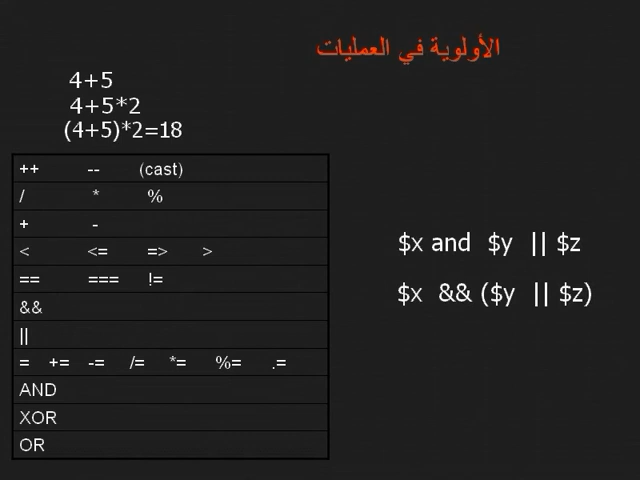 الأولوية في العمليات
4+5
4+5*2
(4+5)*2=18
++ -- (cast)
/ * %
+ -
< <= => >
== === !=
&&
||
= += -= /= *= %= .=
AND
XOR
OR
$x and $y || $z
$x && ($y || $z)